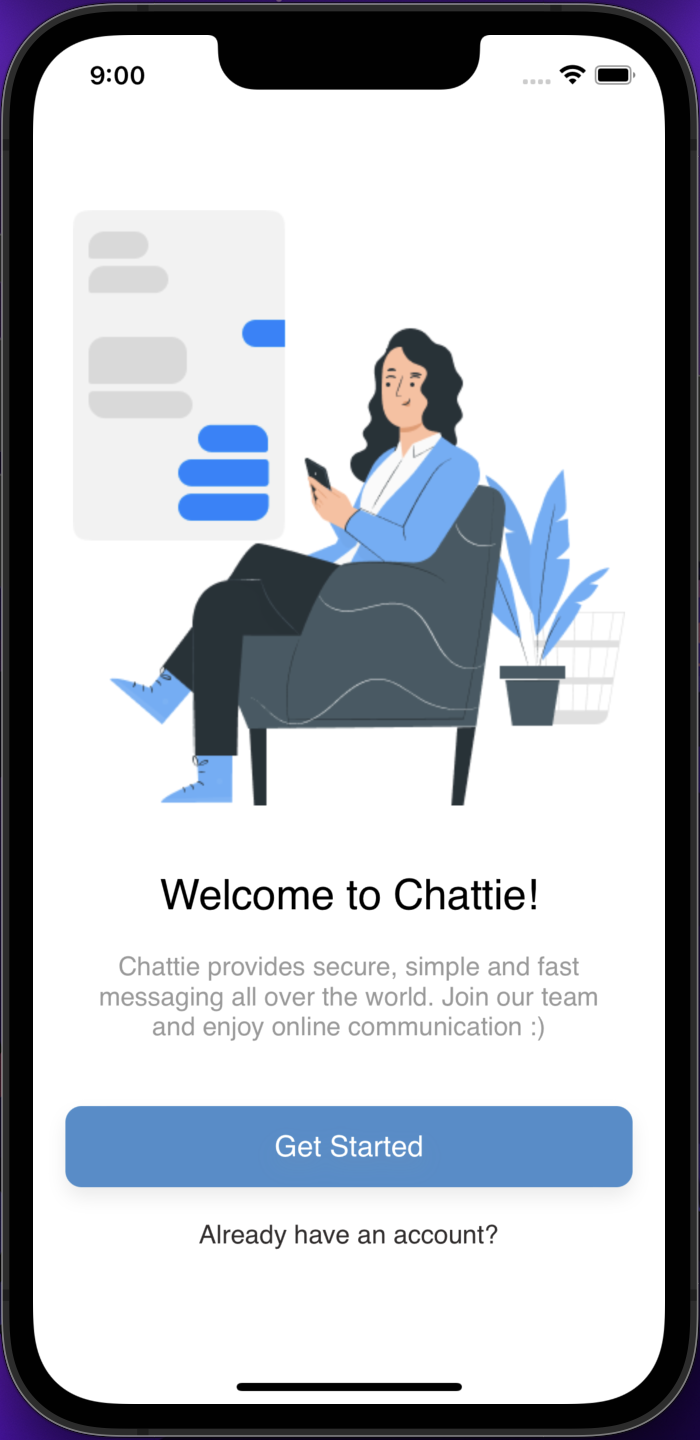 9:00
Welcome to Chattie!
Chattie provides secure, simple and fast
messaging all over the world. Join our team
and enjoy online communication :)
Get Started
Already have an account?